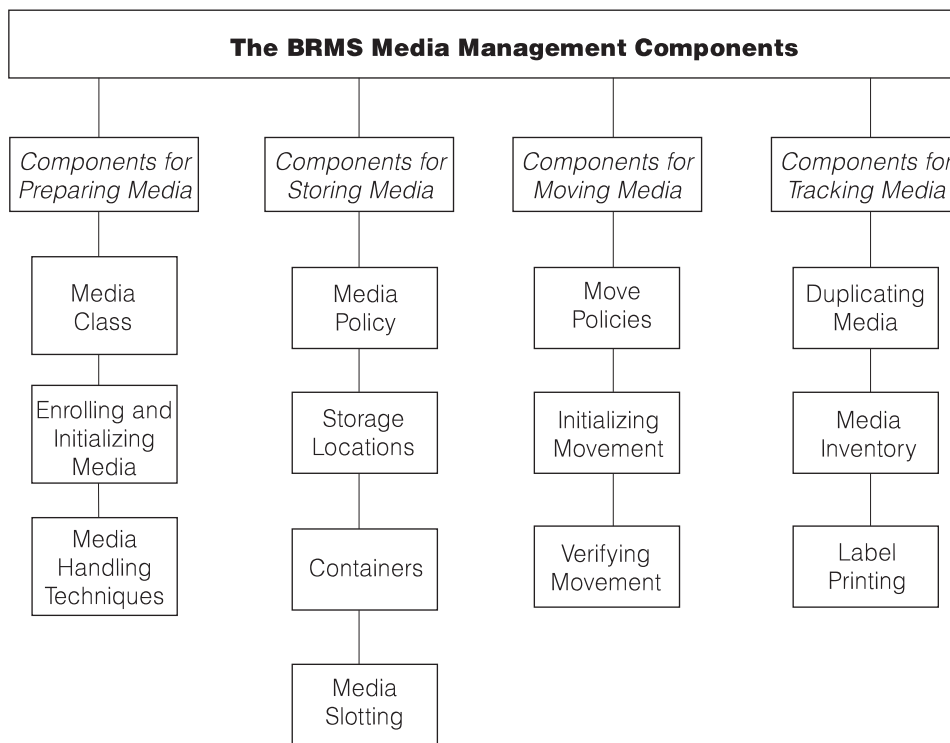 The BRMS Media Management Components
Components for
Preparing Media
Components for
Storing Media
Components for
Moving Media
Components for
Tracking Media
Media
Class
Enrolling and
Initializing
Media
Media
Handling
Techniques
Media
Policy
Storage
Locations
Containers
Media
Slotting
Move
Policies
Initializing
Movement
Verifying
Movement
Duplicating
Media
Media
Inventory
Label
Printing